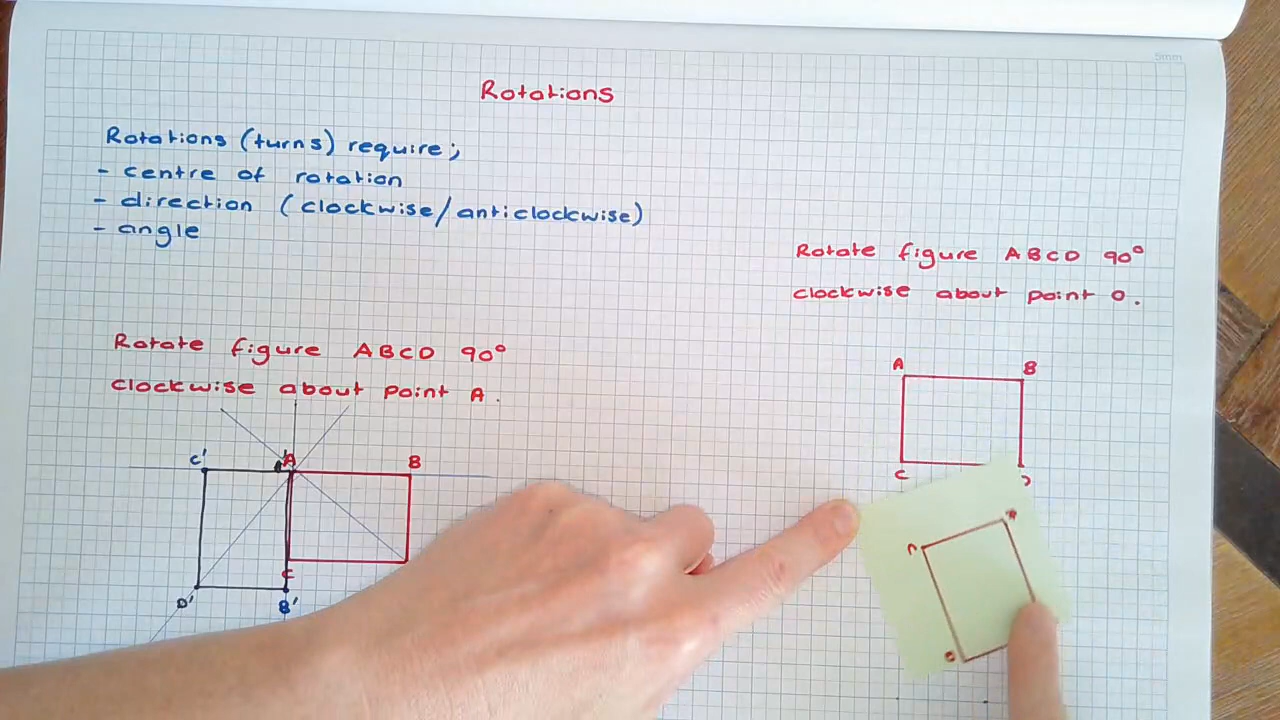 5mm
Rotations
Rotations (turns) require;
- centre of rotation
- direction (clockwise/anticlockwise)
- angle
Rotate figure ABCD 90°
clockwise about point O.
Rotate figure ABCD 90°
clockwise about point A.
A B
C
C' A B
C
D' B'